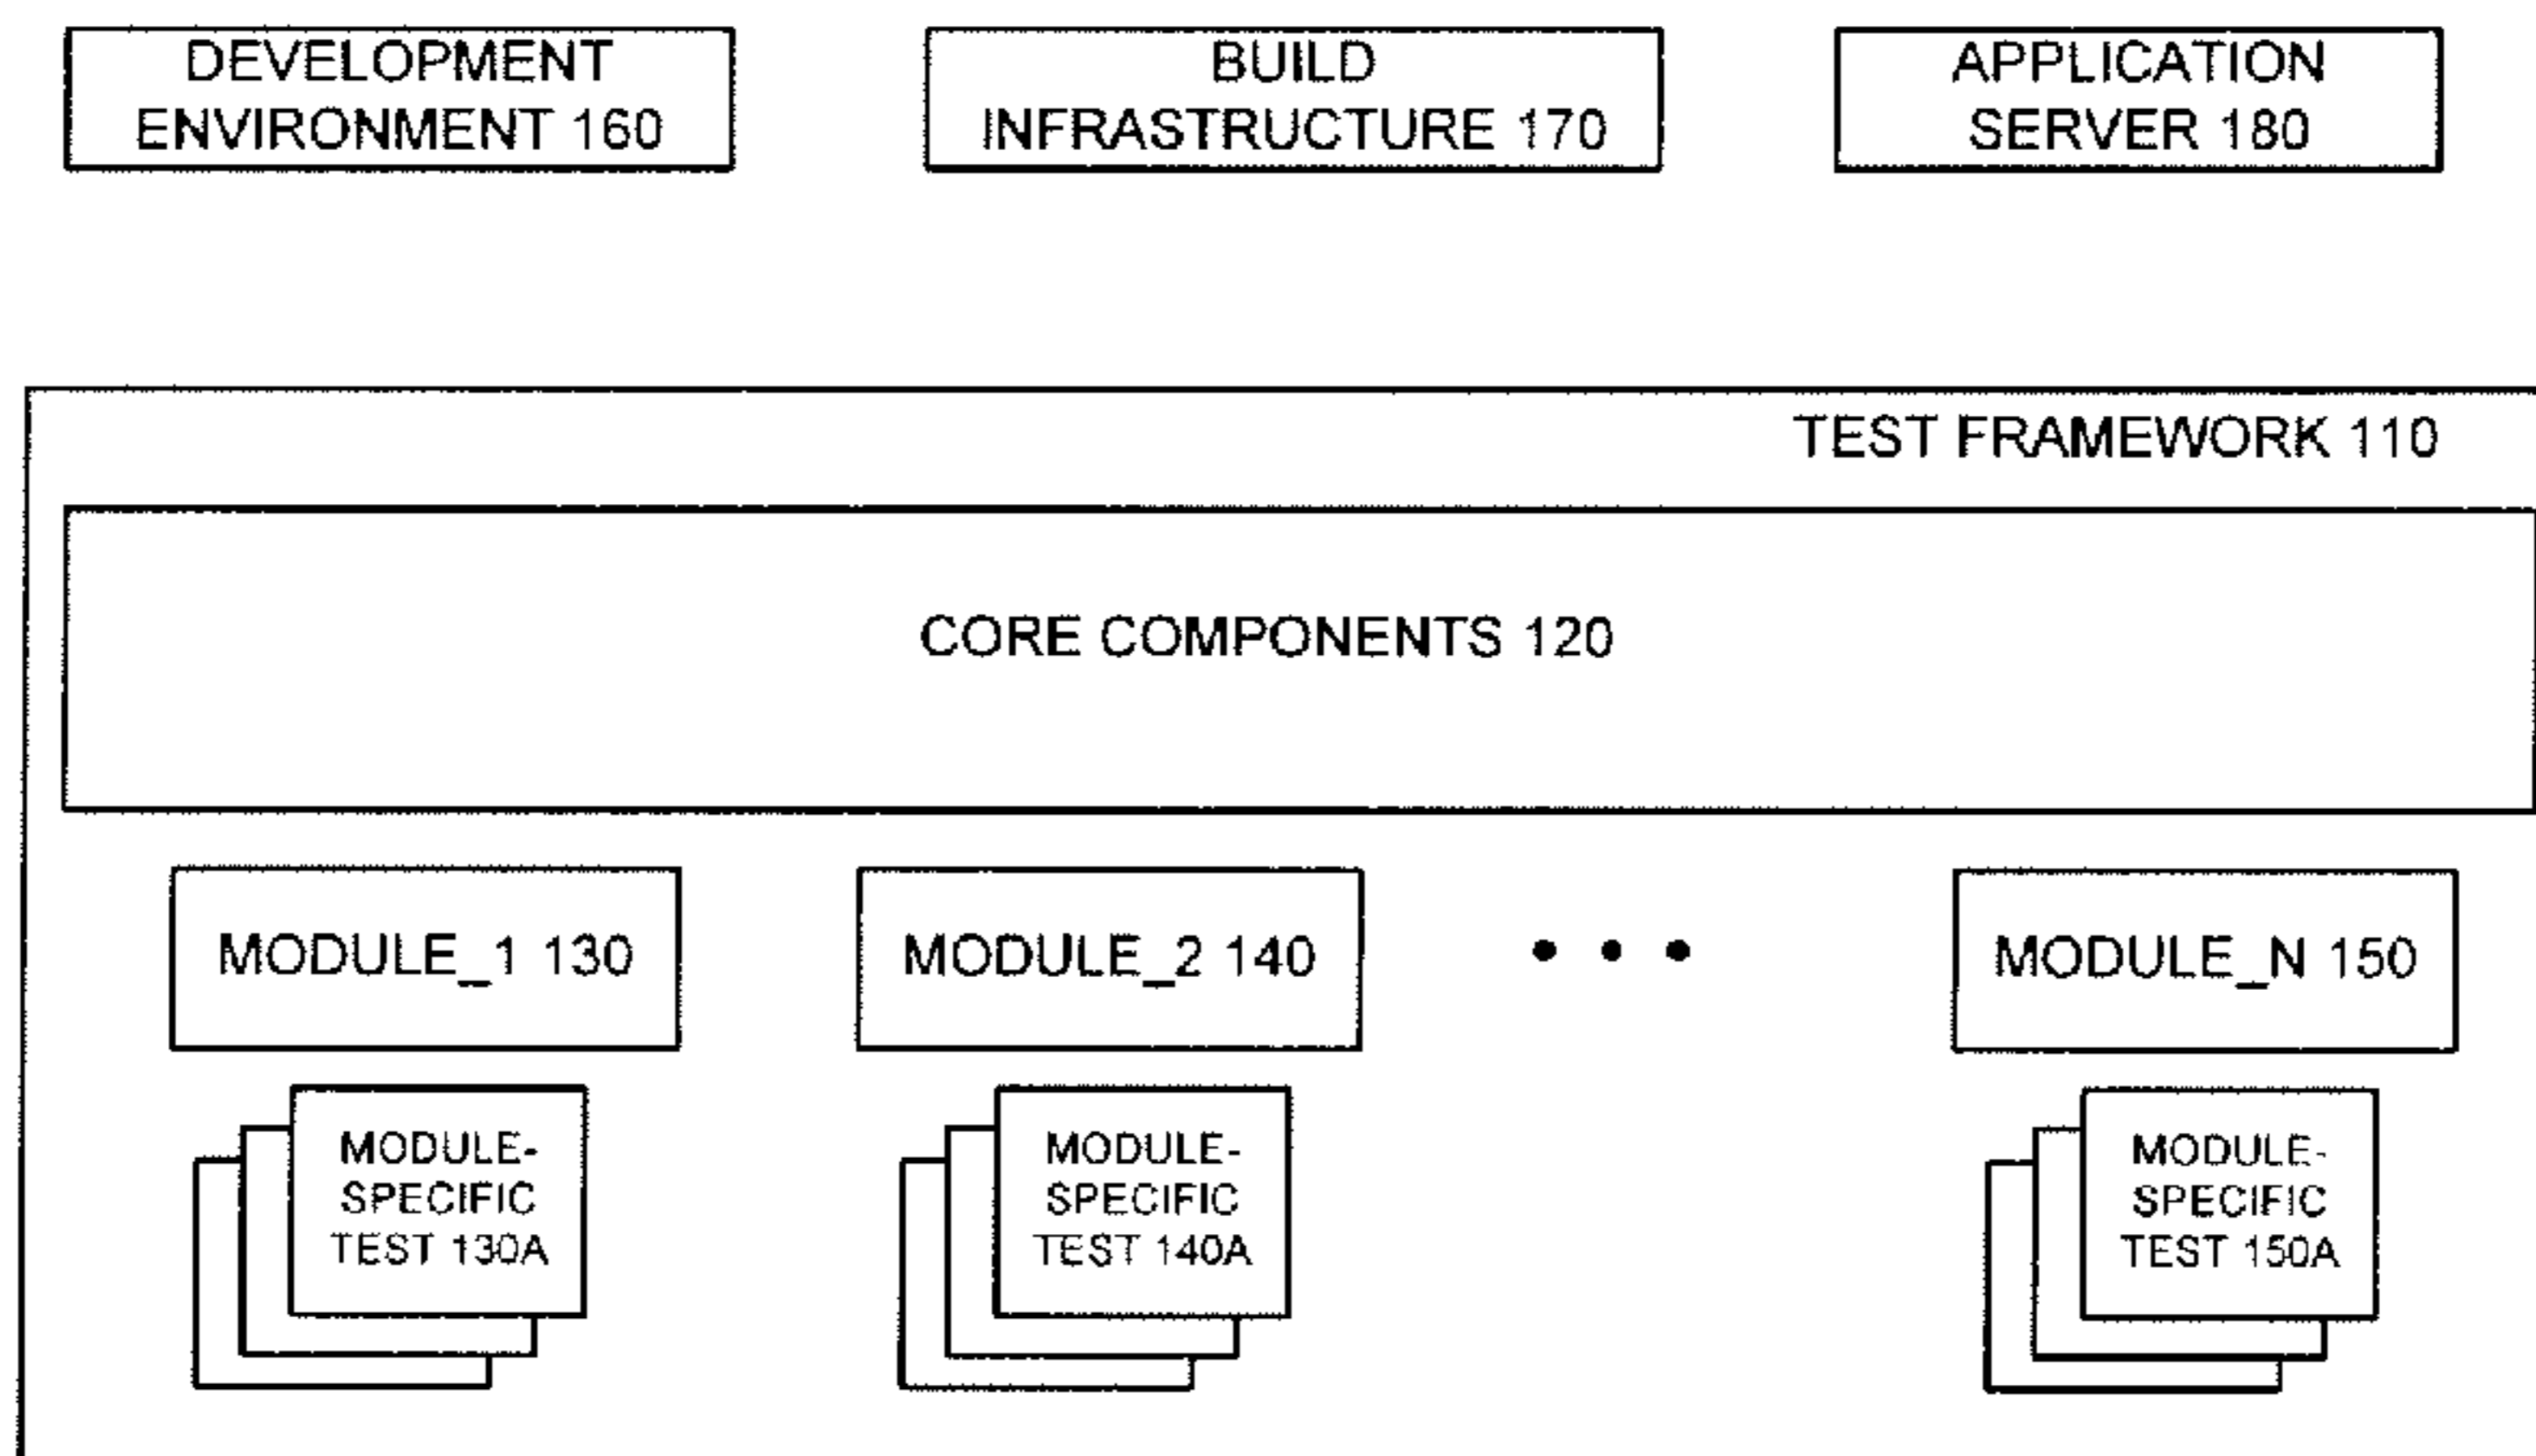 DEVELOPMENT
ENVIRONMENT 160
BUILD
INFRASTRUCTURE 170
APPLICATION
SERVER 180
TEST FRAMEWORK 110
CORE COMPONENTS 120
MODULE_1 130
MODULE_2 140
MODULE_N 150
MODULE-
SPECIFIC
TEST 130A
MODULE-
SPECIFIC
TEST 140A
MODULE-
SPECIFIC
TEST 150A